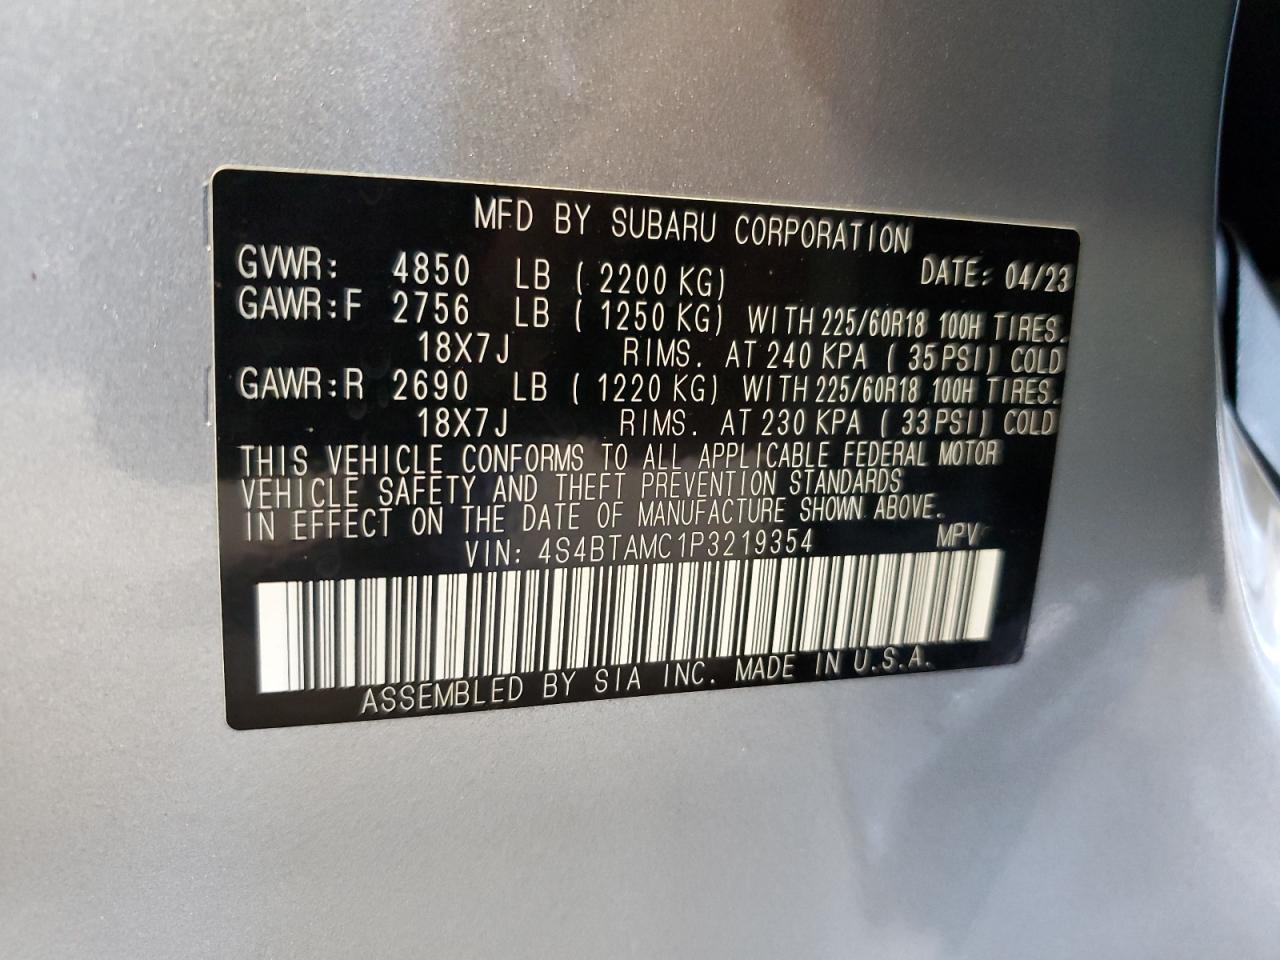 MFD BY SUBARU CORPORATION
GVWR: 4850 LB ( 2200 KG) DATE: 04/23
GAWR:F 2756 LB ( 1250 KG) WITH 225/60R18 100H TIRES.
18X7J RIMS. AT 240 KPA ( 35 PSI) COLD
GAWR:R 2690 LB ( 1220 KG) WITH 225/60R18 100H TIRES.
18X7J RIMS. AT 230 KPA ( 33 PSI) COLD
THIS VEHICLE CONFORMS TO ALL APPLICABLE FEDERAL MOTOR
VEHICLE SAFETY AND THEFT PREVENTION STANDARDS
IN EFFECT ON THE DATE OF MANUFACTURE SHOWN ABOVE.
VIN: 4S4BTAMC1P3219354 MPV
ASSEMBLED BY SIA INC. MADE IN U.S.A.